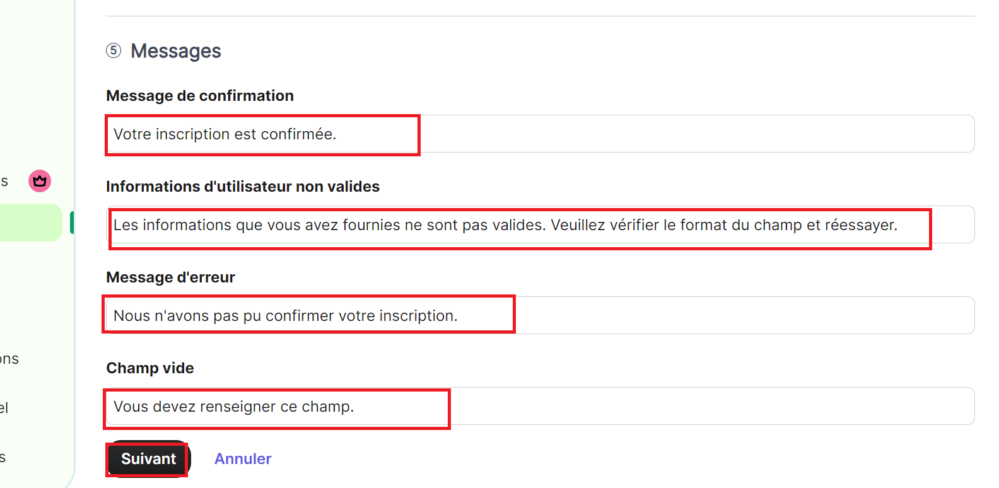 ⑤ Messages
Message de confirmation
Votre inscription est confirmée.
s
Informations d'utilisateur non valides
Les informations que vous avez fournies ne sont pas valides. Veuillez vérifier le format du champ et réessayer.
Message d'erreur
Nous n'avons pas pu confirmer votre inscription.
ons
Champ vide
el
Vous devez renseigner ce champ.
s
Suivant Annuler